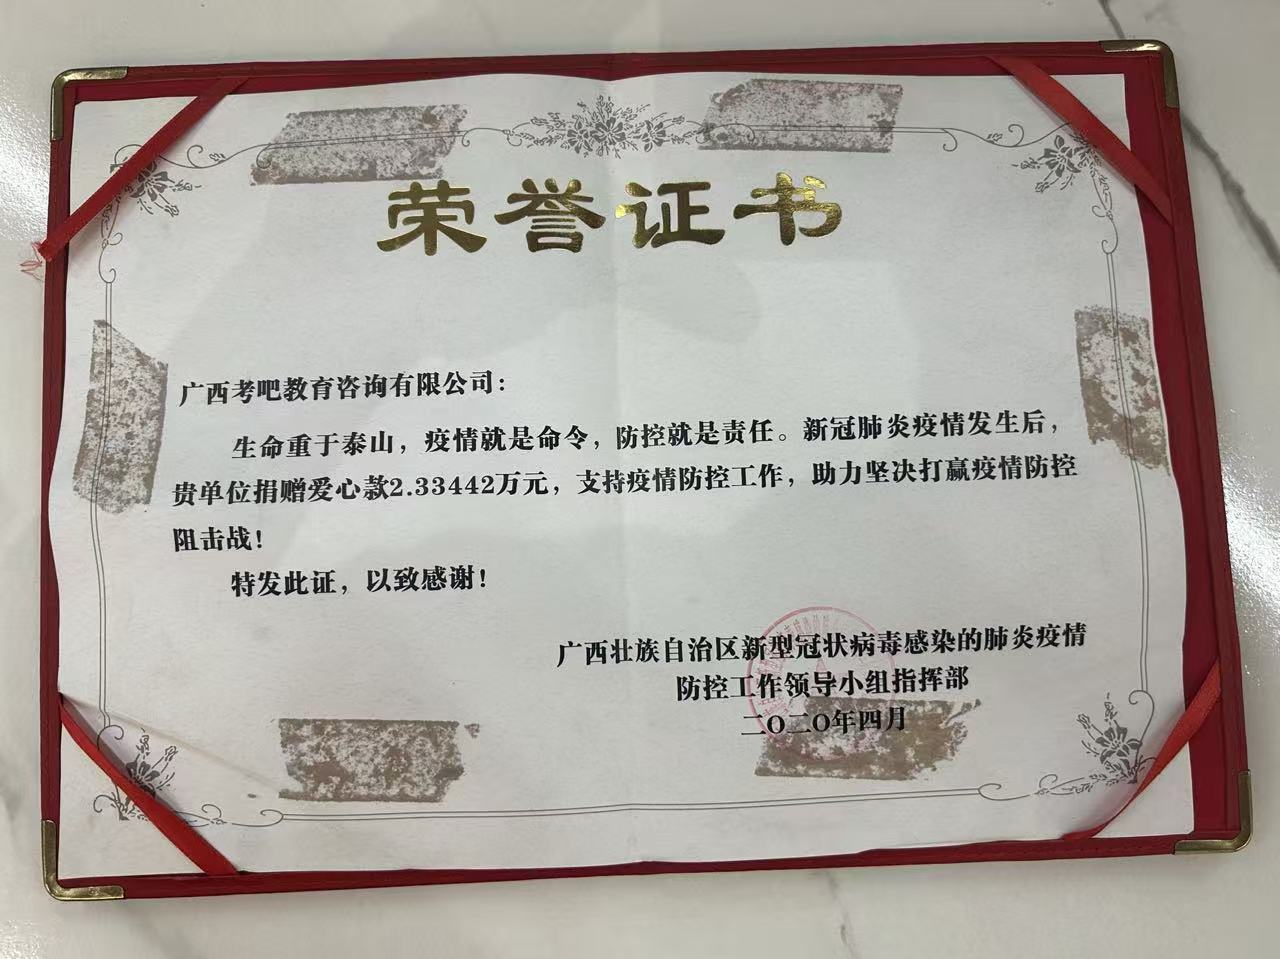 荣誉证书
广西考吧教育咨询有限公司：
生命重于泰山，疫情就是命令，防控就是责任。新冠肺炎疫情发生后，
贵单位捐赠爱心款2.33442万元，支持疫情防控工作，助力坚决打赢疫情防控
阻击战！
特发此证，以致感谢！
广西壮族自治区新型冠状病毒感染的肺炎疫情
防控工作领导小组指挥部
二〇二〇年四月